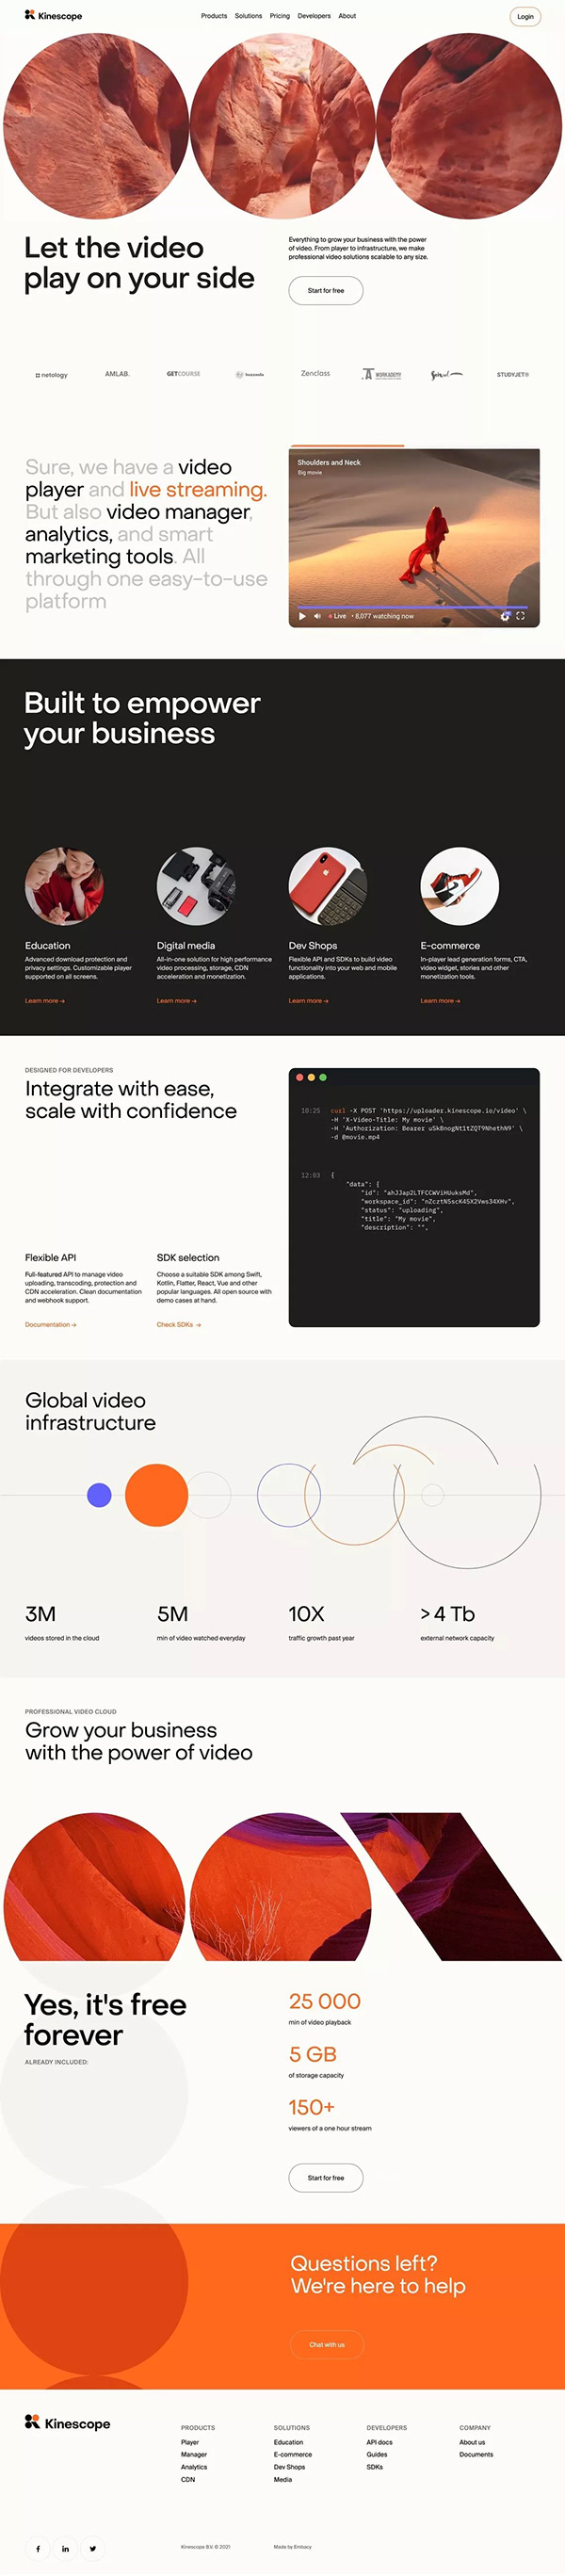 Kinescope
Products Solutions Pricing Developers About
Login
Let the video
play on your side
Everything to grow your business with the power
of video. From player to infrastructure, we make
professional video solutions scalable to any size.
Start for free
netology AMLAB. GETCOURSE Zenclass WORKADEMY STUDYJET
Sure, we have a video
player and live streaming.
But also video manager,
analytics, and smart
marketing tools. All
through one easy-to-use
platform
Shoulders and Neck
Big movie
Live • 8,077 watching now
Built to empower
your business
Education
Advanced download protection and
privacy settings. Customizable player
supported on all screens.
Learn more →
Digital media
All-in-one solution for high performance
video processing, storage, CDN
acceleration and monetization.
Learn more →
Dev Shops
Flexible API and SDKs to build video
functionality into your web and mobile
applications.
Learn more →
E-commerce
In-player lead generation forms, CTA,
video widget, stories and other
monetization tools.
Learn more →
DESIGNED FOR DEVELOPERS
Integrate with ease,
scale with confidence
Flexible API
Full-featured API to manage video
uploading, transcoding, protection and
CDN acceleration. Clean documentation
and webhook support.
Documentation →
SDK selection
Choose a suitable SDK among Swift,
Kotlin, Flatter, React, Vue and other
popular languages. All open source with
demo cases at hand.
Check SDKs →
10:25 curl -X POST 'https://uploader.kinescope.io/video' \
-H 'X-Video-Title: My movie' \
-H 'Authorization: Bearer uSkBnogNt1tZQT9NhethN9' \
-d @movie.mp4
12:03 {
"data": {
"id": "ahJJap2LTFCCWViHUuksMd",
"workspace_id": "nZcztNSscK4SX2Vws34XHv",
"status": "uploading",
"title": "My movie",
"description": "",
Global video
infrastructure
3M
videos stored in the cloud
5M
min of video watched everyday
10X
traffic growth past year
> 4 Tb
external network capacity
PROFESSIONAL VIDEO CLOUD
Grow your business
with the power of video
Yes, it's free
forever
ALREADY INCLUDED:
25 000
min of video playback
5 GB
of storage capacity
150+
viewers of a one hour stream
Start for free
Questions left?
We're here to help
Chat with us
Kinescope
PRODUCTS
Player
Manager
Analytics
CDN
SOLUTIONS
Education
E-commerce
Dev Shops
Media
DEVELOPERS
API docs
Guides
SDKs
COMPANY
About us
Documents
Kinescope B.V. © 2021
Made by Embacy